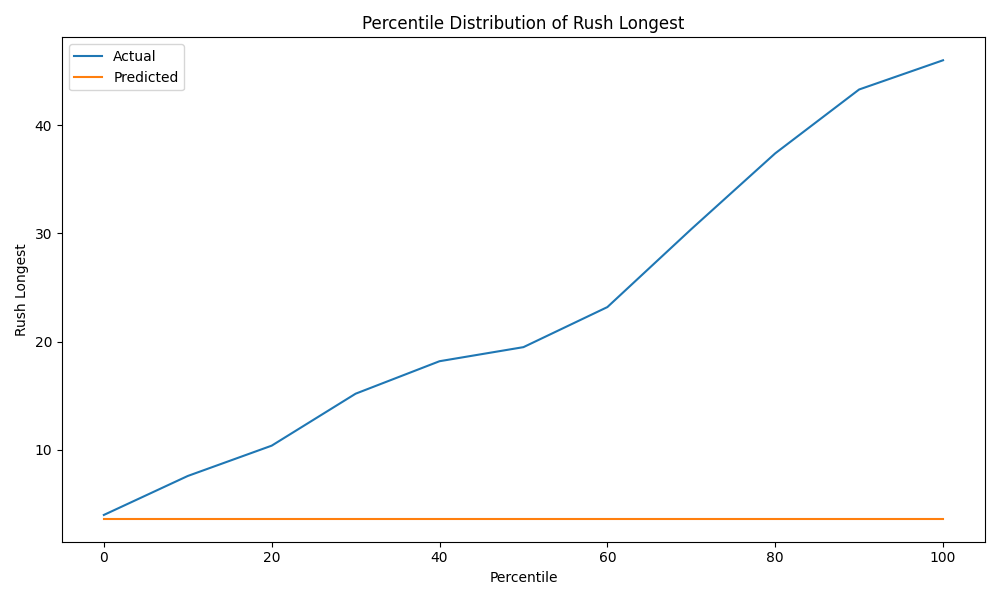 Percentile Distribution of Rush Longest
Actual
Predicted
40
30
20
10
Rush Longest
0 20 40 60 80 100
Percentile